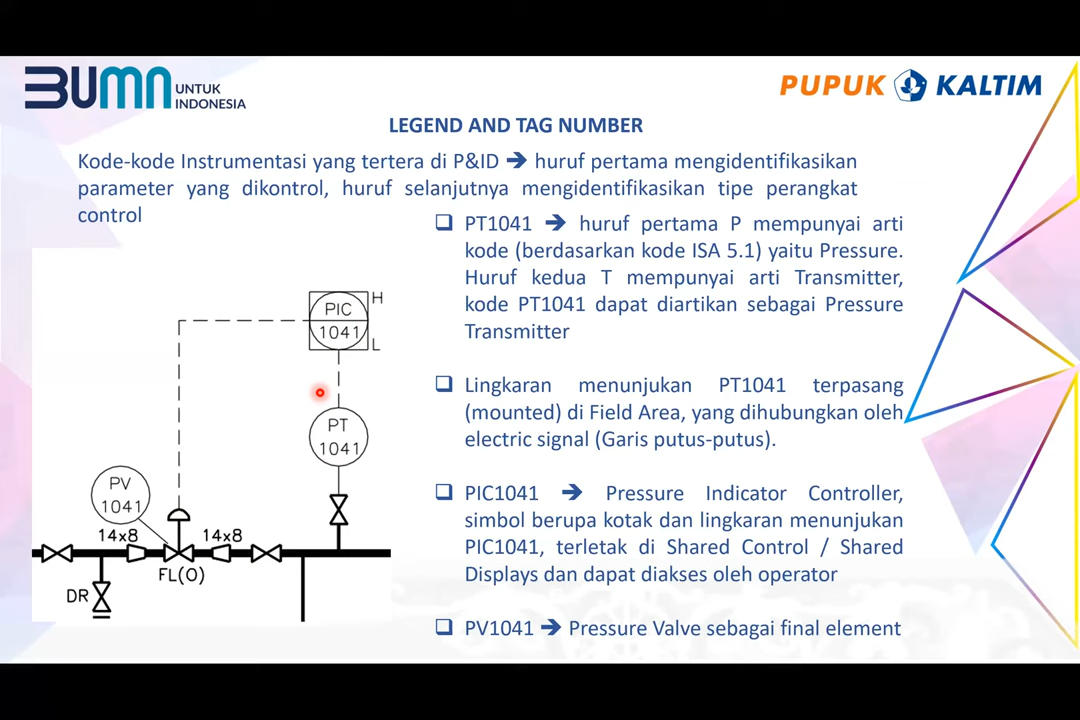 BUMN UNTUK
INDONESIA
PUPUK KALTIM
LEGEND AND TAG NUMBER
Kode-kode Instrumentasi yang tertera di P&ID ➔ huruf pertama mengidentifikasikan
parameter yang dikontrol, huruf selanjutnya mengidentifikasikan tipe perangkat
control
PIC
1041
H
L
PT
1041
PV
1041
14x8
14x8
FL(O)
DR
❑ PT1041 ➔ huruf pertama P mempunyai arti
kode (berdasarkan kode ISA 5.1) yaitu Pressure.
Huruf kedua T mempunyai arti Transmitter,
kode PT1041 dapat diartikan sebagai Pressure
Transmitter
❑ Lingkaran menunjukan PT1041 terpasang
(mounted) di Field Area, yang dihubungkan oleh
electric signal (Garis putus-putus).
❑ PIC1041 ➔ Pressure Indicator Controller,
simbol berupa kotak dan lingkaran menunjukan
PIC1041, terletak di Shared Control / Shared
Displays dan dapat diakses oleh operator
❑ PV1041 ➔ Pressure Valve sebagai final element